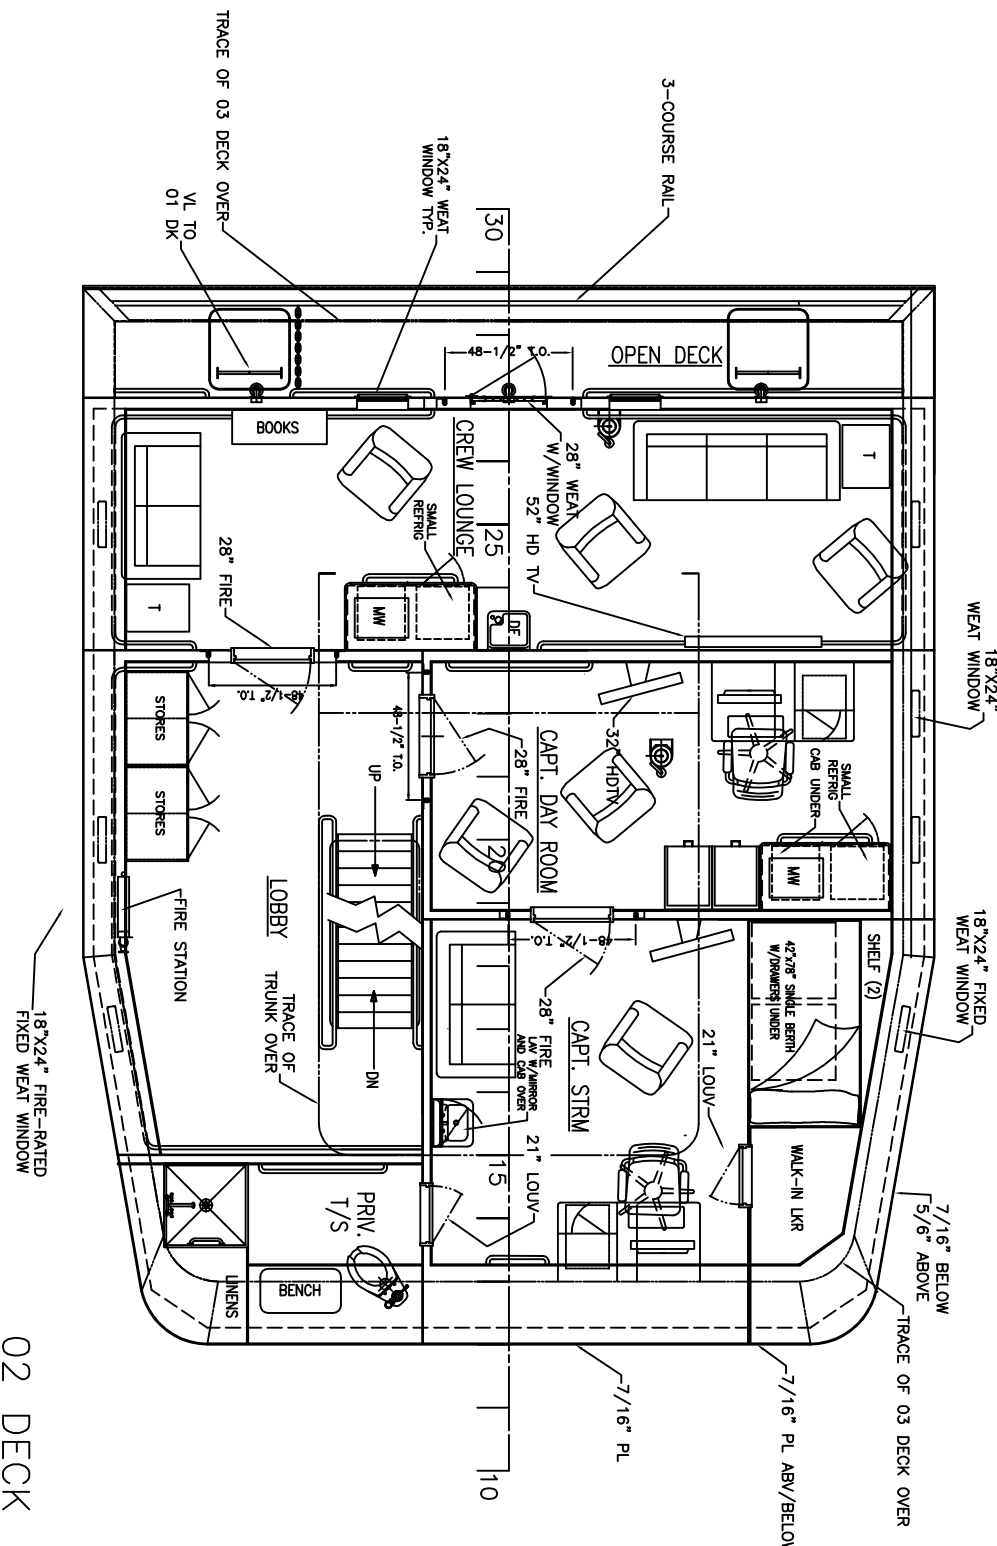 TRACE OF 03 DECK OVER
VL TO
01 DK
18"X24" WEAT
WINDOW TYP.
3-COURSE RAIL
30
48-1/2" T.O.
OPEN DECK
BOOKS
CREW LOUNGE
28" WEAT
W/WINDOW
52" HD TV
T
SMALL
REFRIG
25
28" FIRE
T
MW
DF
WEAT WINDOW
18"X24"
48-1/2" T.O.
STORES
STORES
48-1/2" T.O.
UP
28" FIRE
CAPT. DAY ROOM
32" HDTV
SMALL
REFRIG
CAB UNDER
MW
20
LOBBY
FIRE STATION
TRACE OF
TRUNK OVER
DN
48-1/2" T.O.
28" FIRE
LAV W/MIRROR
AND CAB OVER
CAPT. STRM
42"x78" SINGLE BERTH
W/DRAWERS UNDER
SHELF (2)
18"X24" FIXED
WEAT WINDOW
21" LOUV
WALK-IN LKR
21" LOUV
15
18"X24" FIRE-RATED
FIXED WEAT WINDOW
PRIV.
T/S
LINENS
BENCH
7/16" BELOW
5/6" ABOVE
TRACE OF 03 DECK OVER
7/16" PL
7/16" PL ABV/BELOW
10
02 DECK